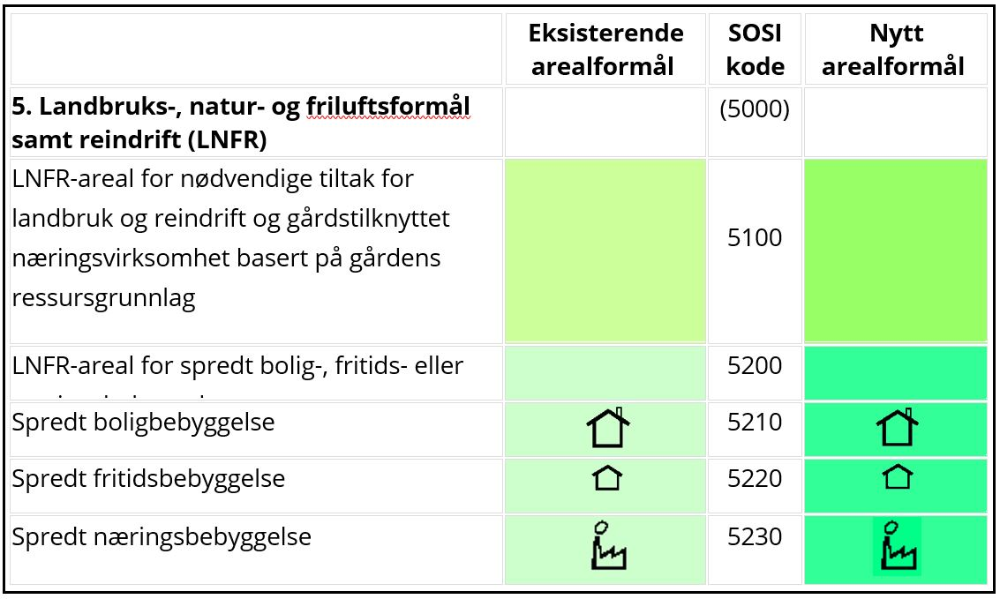 Eksisterende
arealformål
SOSI
kode
Nytt
arealformål
5. Landbruks-, natur- og friluftsformål
samt reindrift (LNFR)
(5000)
LNFR-areal for nødvendige tiltak for
landbruk og reindrift og gårdstilknyttet
næringsvirksomhet basert på gårdens
ressursgrunnlag
5100
LNFR-areal for spredt bolig-, fritids- eller
5200
Spredt boligbebyggelse
5210
Spredt fritidsbebyggelse
5220
Spredt næringsbebyggelse
5230